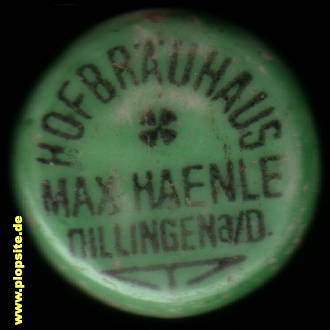 HOFBRÄUHAUS
MAX HAENLE
DILLINGEN a/D.
www.plopsite.de